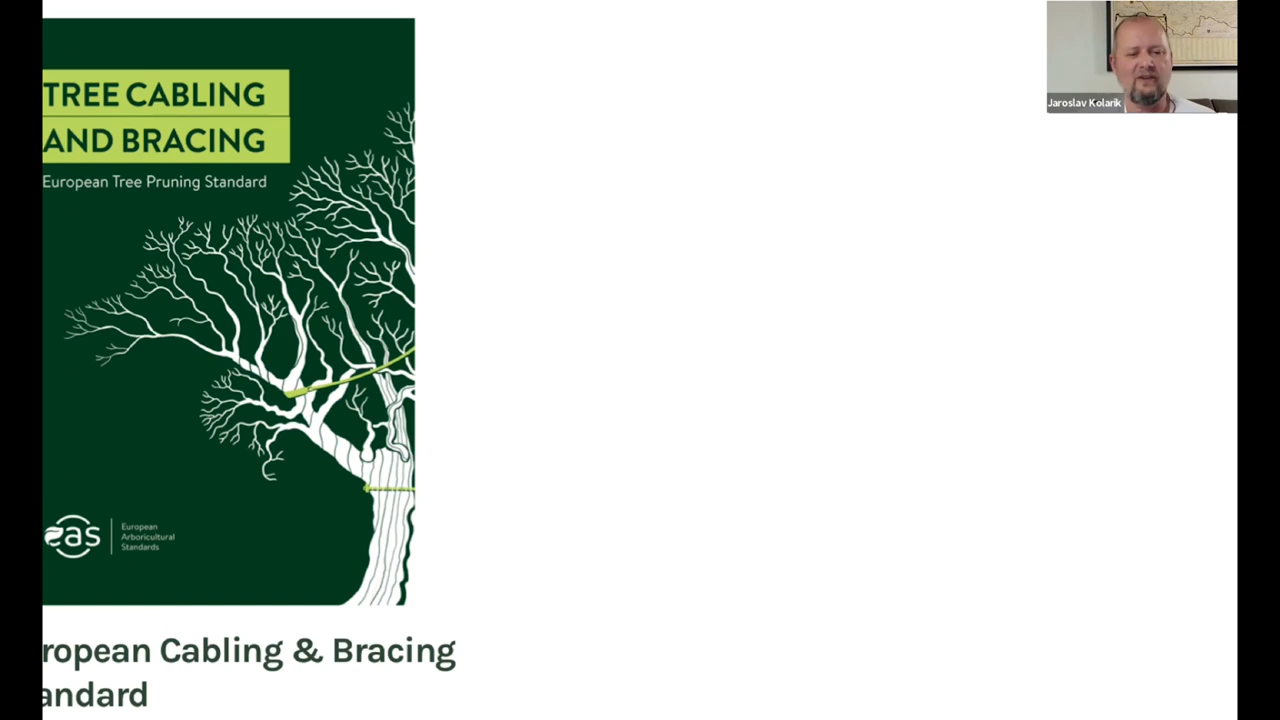 TREE CABLING
AND BRACING
European Tree Pruning Standard
eas
European
Arboricultural
Standards
ropean Cabling & Bracing
andard
Jaroslav Kolarik